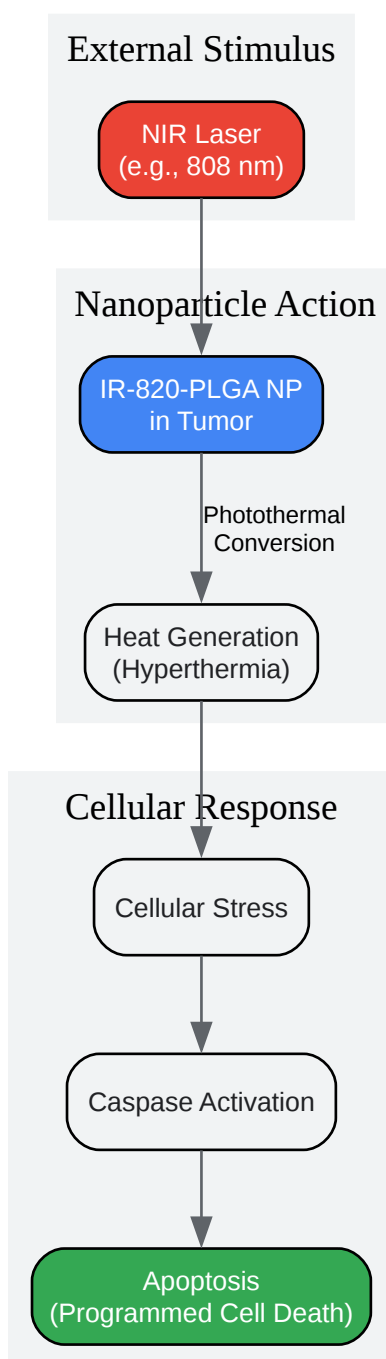 External Stimulus
NIR Laser
(e.g., 808 nm)
Nanoparticle Action
IR-820-PLGA NP
in Tumor
Photothermal
Conversion
Heat Generation
(Hyperthermia)
Cellular Response
Cellular Stress
Caspase Activation
Apoptosis
(Programmed Cell Death)